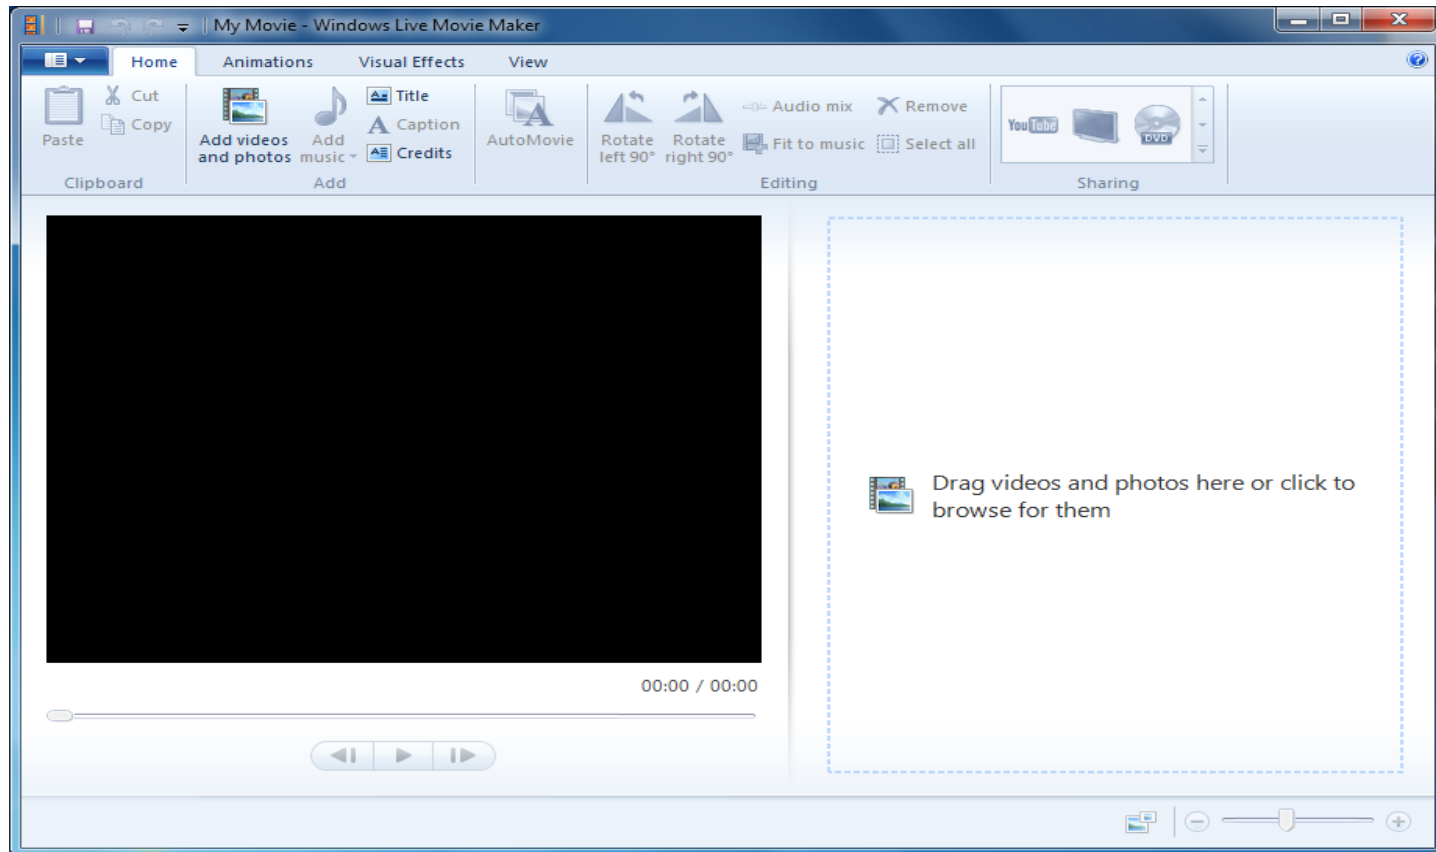 My Movie - Windows Live Movie Maker
Home Animations Visual Effects View
Paste
Cut
Copy
Clipboard
Add videos
and photos
Add
music
Title
Caption
Credits
Add
AutoMovie
Rotate
left 90°
Rotate
right 90°
Audio mix
Fit to music
Remove
Select all
Editing
YouTube
DVD
Sharing
Drag videos and photos here or click to
browse for them
00:00 / 00:00